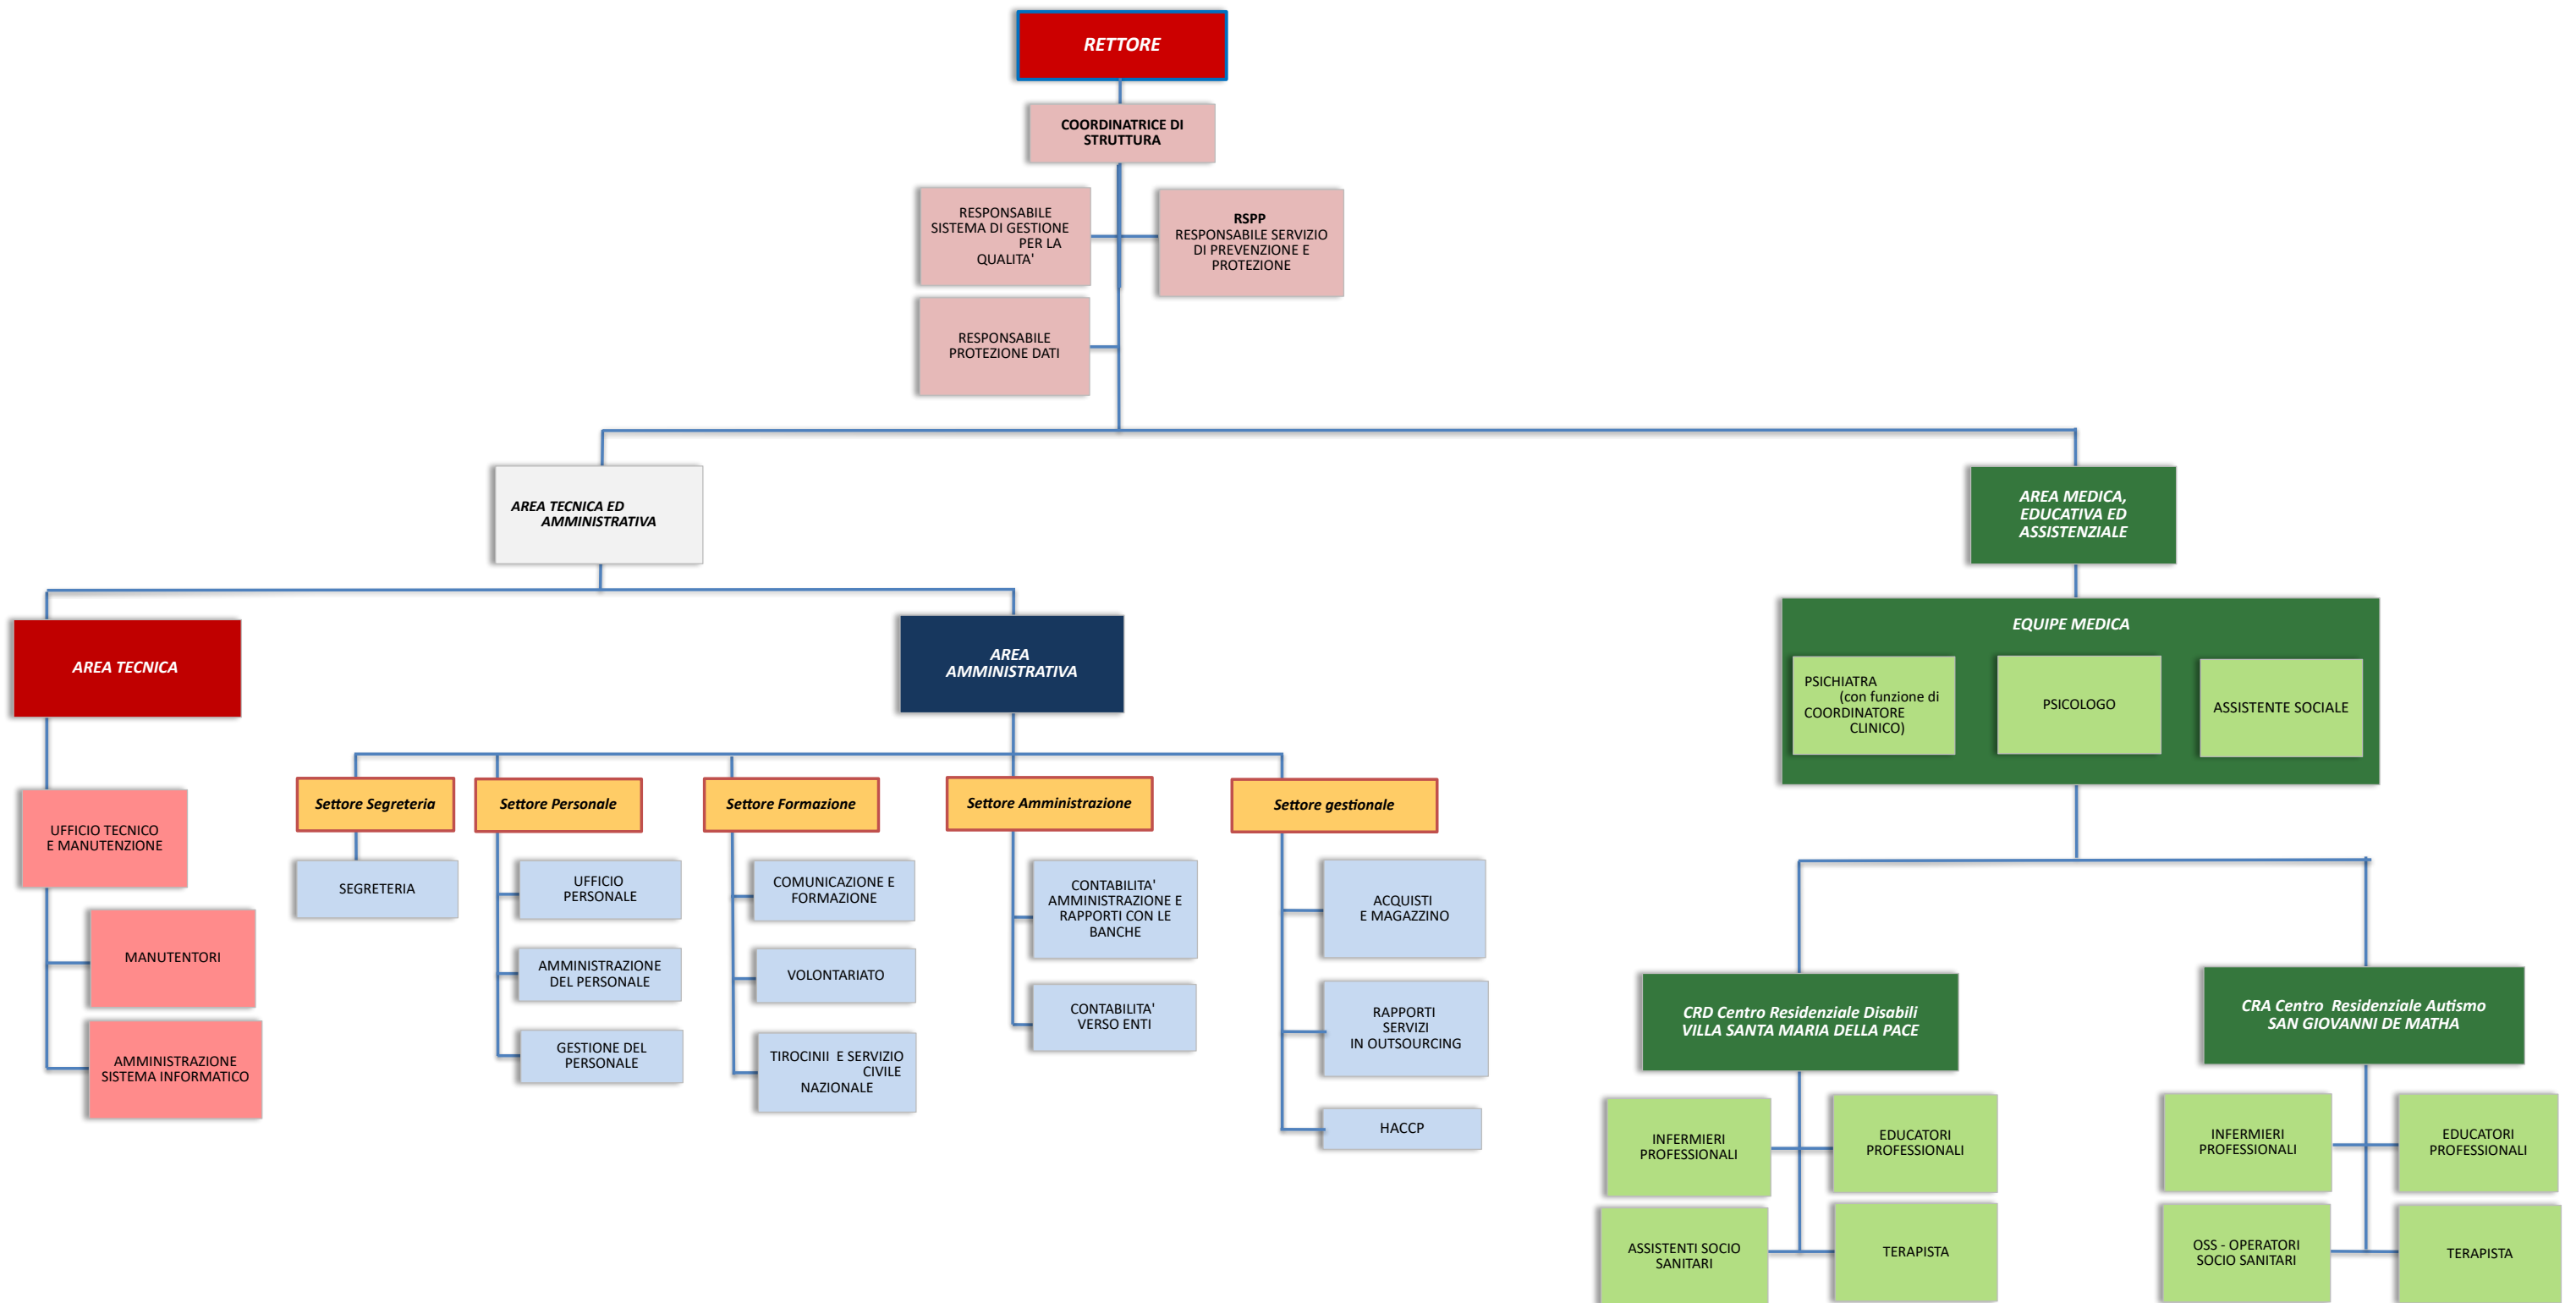 RETTORE
COORDINATRICE DI
STRUTTURA
RESPONSABILE
SISTEMA DI GESTIONE
PER LA
QUALITA'
RSPP
RESPONSABILE SERVIZIO
DI PREVENZIONE E
PROTEZIONE
RESPONSABILE
PROTEZIONE DATI
AREA TECNICA ED
AMMINISTRATIVA
AREA MEDICA,
EDUCATIVA ED
ASSISTENZIALE
AREA TECNICA
AREA
AMMINISTRATIVA
EQUIPE MEDICA
PSICHIATRA
(con funzione di
COORDINATORE
CLINICO)
PSICOLOGO
ASSISTENTE SOCIALE
UFFICIO TECNICO
E MANUTENZIONE
MANUTENTORI
AMMINISTRAZIONE
SISTEMA INFORMATICO
Settore Segreteria
SEGRETERIA
Settore Personale
UFFICIO
PERSONALE
AMMINISTRAZIONE
DEL PERSONALE
GESTIONE DEL
PERSONALE
Settore Formazione
COMUNICAZIONE E
FORMAZIONE
VOLONTARIATO
TIROCINII E SERVIZIO
CIVILE
NAZIONALE
Settore Amministrazione
CONTABILITA'
AMMINISTRAZIONE E
RAPPORTI CON LE
BANCHE
CONTABILITA'
VERSO ENTI
Settore gestionale
ACQUISTI
E MAGAZZINO
RAPPORTI
SERVIZI
IN OUTSOURCING
HACCP
CRD Centro Residenziale Disabili
VILLA SANTA MARIA DELLA PACE
INFERMIERI
PROFESSIONALI
EDUCATORI
PROFESSIONALI
ASSISTENTI SOCIO
SANITARI
TERAPISTA
CRA Centro Residenziale Autismo
SAN GIOVANNI DE MATHA
INFERMIERI
PROFESSIONALI
EDUCATORI
PROFESSIONALI
OSS - OPERATORI
SOCIO SANITARI
TERAPISTA